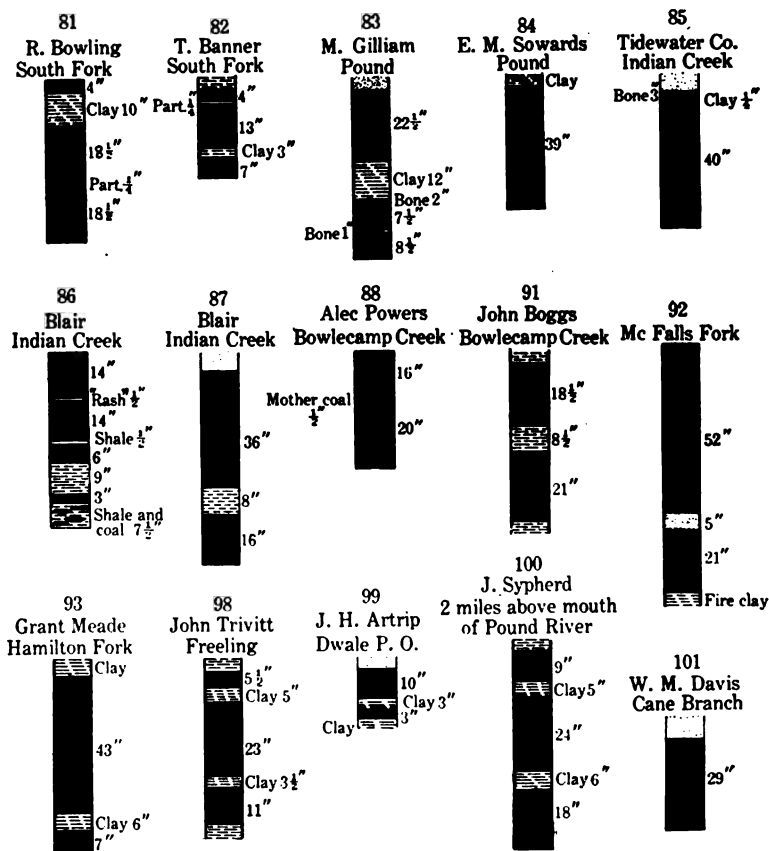 81
R. Bowling
South Fork
4"
Clay 10"
18½"
Part. ¼"
18½"
82
T. Banner
South Fork
4"
Part. ¼"
13"
Clay 3"
7"
83
M. Gilliam
Pound
22½"
Clay 12"
Bone 2"
7½"
Bone 1"
8½"
84
E. M. Sowards
Pound
Clay
39"
85
Tidewater Co.
Indian Creek
Bone 3"
Clay ½"
40"
86
Blair
Indian Creek
14"
"Rash" ½"
14"
Shale ½"
6"
9"
3"
Shale and
coal 7½"
87
Blair
Indian Creek
36"
8"
16"
88
Alec Powers
Bowlecamp Creek
16"
Mother coal
½"
20"
91
John Boggs
Bowlecamp Creek
18½"
8½"
21"
92
Mc Falls Fork
52"
5"
21"
Fire clay
93
Grant Meade
Hamilton Fork
Clay
43"
Clay 6"
7"
98
John Trivitt
Freeling
5½"
Clay 5"
23"
Clay 3½"
11"
99
J. H. Artrip
Dwale P. O.
10"
Clay 3"
3"
Clay
100
J. Sypherd
2 miles above mouth
of Pound River
9"
Clay 5"
24"
Clay 6"
18"
101
W. M. Davis
Cane Branch
29"